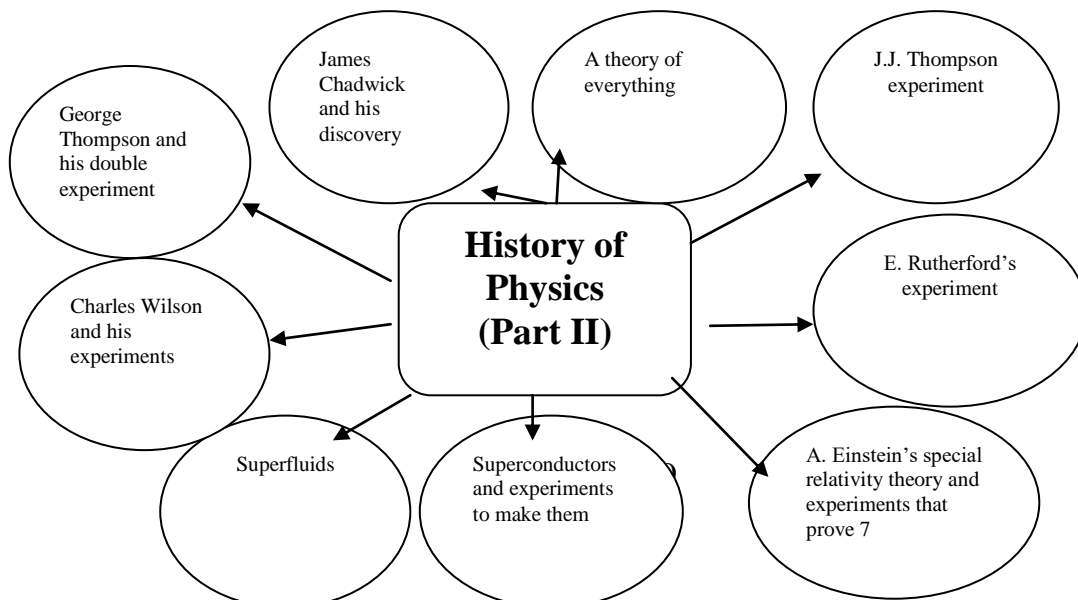 James
Chadwick
and his
discovery
A theory of
everything
J.J. Thompson
experiment
George
Thompson and
his double
experiment
History of
Physics
(Part II)
E. Rutherford’s
experiment
Charles Wilson
and his
experiments
Superfluids
Superconductors
and experiments
to make them
A. Einstein’s special
relativity theory and
experiments that
prove 7